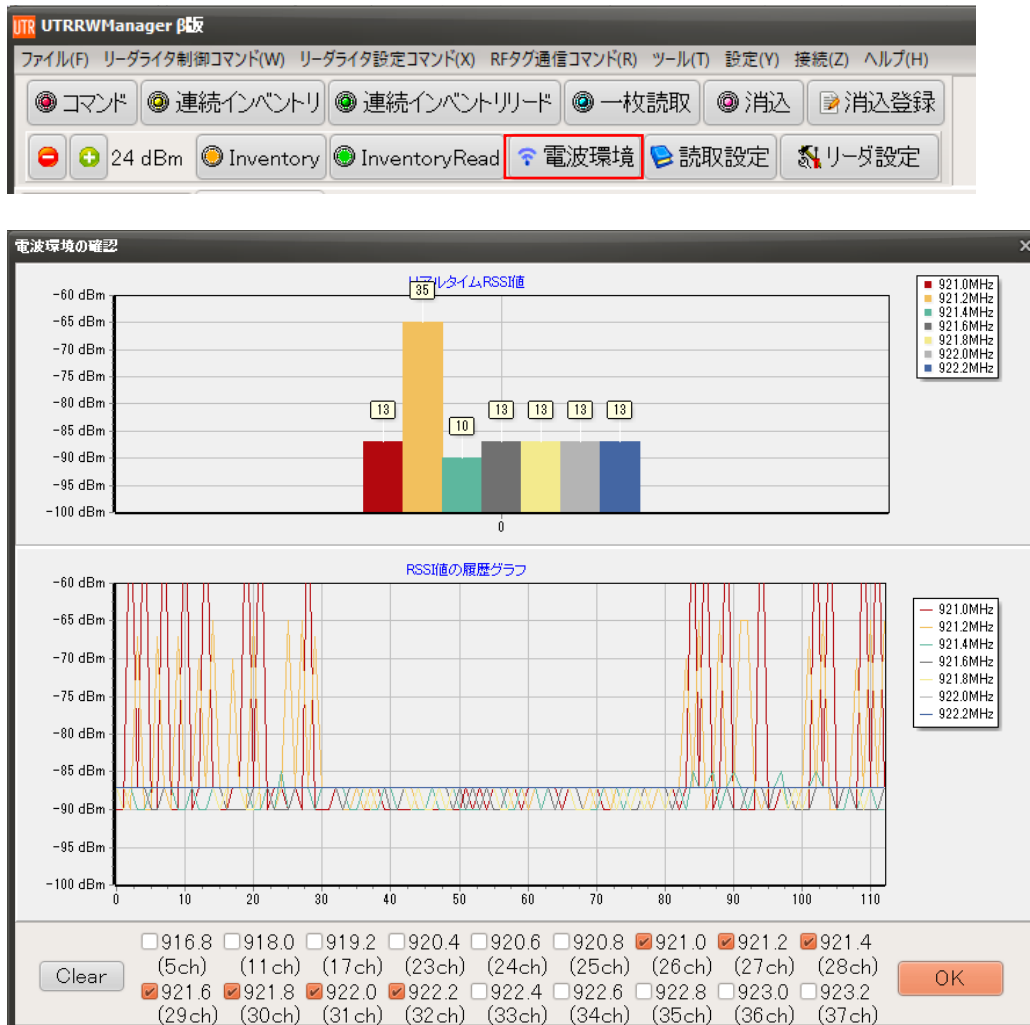 UTR UTRRWManager β版
ファイル(F) リーダライタ制御コマンド(W) リーダライタ設定コマンド(X) RFタグ通信コマンド(R) ツール(T) 設定(Y) 接続(Z) ヘルプ(H)
コマンド 連続インベントリ 連続インベントリリード 一枚読取 消込 消込登録
24 dBm Inventory InventoryRead 電波環境 読取設定 リーダ設定
電波環境の確認 ×
リアルタイムRSSI値
-60 dBm
-65 dBm
-70 dBm
-75 dBm
-80 dBm
-85 dBm
-90 dBm
-95 dBm
-100 dBm
35
13 10 13 13 13 13
0
921.0MHz
921.2MHz
921.4MHz
921.6MHz
921.8MHz
922.0MHz
922.2MHz
RSSI値の履歴グラフ
-60 dBm
-65 dBm
-70 dBm
-75 dBm
-80 dBm
-85 dBm
-90 dBm
-95 dBm
-100 dBm
0 10 20 30 40 50 60 70 80 90 100 110
921.0MHz
921.2MHz
921.4MHz
921.6MHz
921.8MHz
922.0MHz
922.2MHz
916.8 918.0 919.2 920.4 920.6 920.8 921.0 921.2 921.4
(5ch) (11ch) (17ch) (23ch) (24ch) (25ch) (26ch) (27ch) (28ch)
Clear OK
921.6 921.8 922.0 922.2 922.4 922.6 922.8 923.0 923.2
(29ch) (30ch) (31ch) (32ch) (33ch) (34ch) (35ch) (36ch) (37ch)